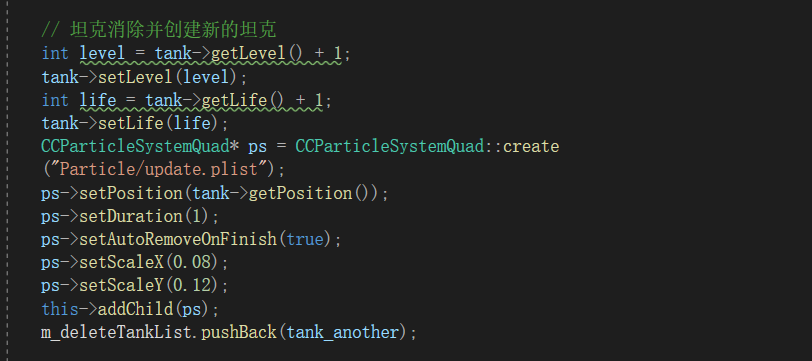 // 坦克消除并创建新的坦克
int level = tank->getLevel() + 1;
tank->setLevel(level);
int life = tank->getLife() + 1;
tank->setLife(life);
CCParticleSystemQuad* ps = CCParticleSystemQuad::create
("Particle/update.plist");
ps->setPosition(tank->getPosition());
ps->setDuration(1);
ps->setAutoRemoveOnFinish(true);
ps->setScaleX(0.08);
ps->setScaleY(0.12);
this->addChild(ps);
m_deleteTankList.pushBack(tank_another);